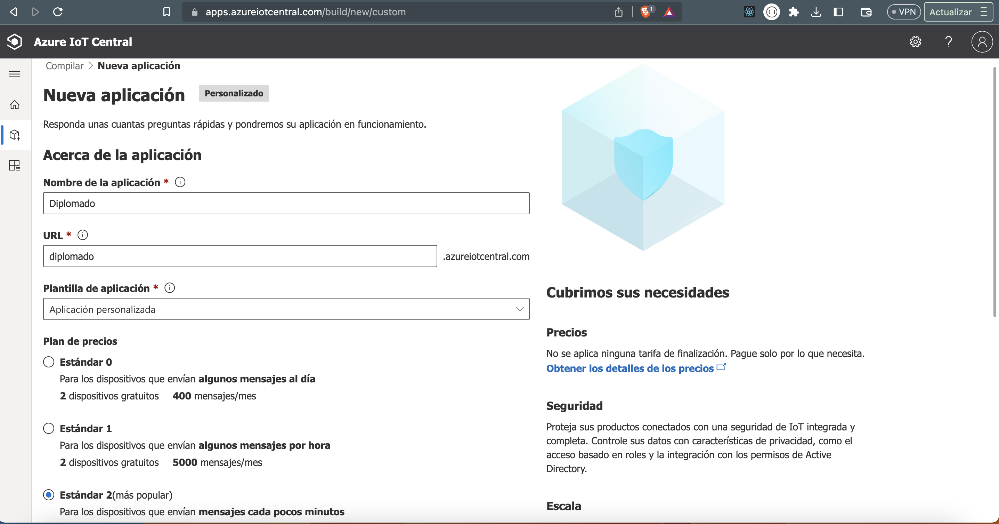 apps.azureiotcentral.com/build/new/custom
1
VPN
Actualizar
Azure IoT Central
Compilar > Nueva aplicación
Nueva aplicación
Personalizado
Responda unas cuantas preguntas rápidas y pondremos su aplicación en funcionamiento.
Acerca de la aplicación
Nombre de la aplicación *
Diplomado
URL *
diplomado
.azureiotcentral.com
Plantilla de aplicación *
Aplicación personalizada
Plan de precios
Estándar 0
Para los dispositivos que envían algunos mensajes al día
2 dispositivos gratuitos 400 mensajes/mes
Estándar 1
Para los dispositivos que envían algunos mensajes por hora
2 dispositivos gratuitos 5000 mensajes/mes
Estándar 2(más popular)
Para los dispositivos que envían mensajes cada pocos minutos
Cubrimos sus necesidades
Precios
No se aplica ninguna tarifa de finalización. Pague solo por lo que necesita.
Obtener los detalles de los precios
Seguridad
Proteja sus productos conectados con una seguridad de IoT integrada y
completa. Controle sus datos con características de privacidad, como el
acceso basado en roles y la integración con los permisos de Active
Directory.
Escala